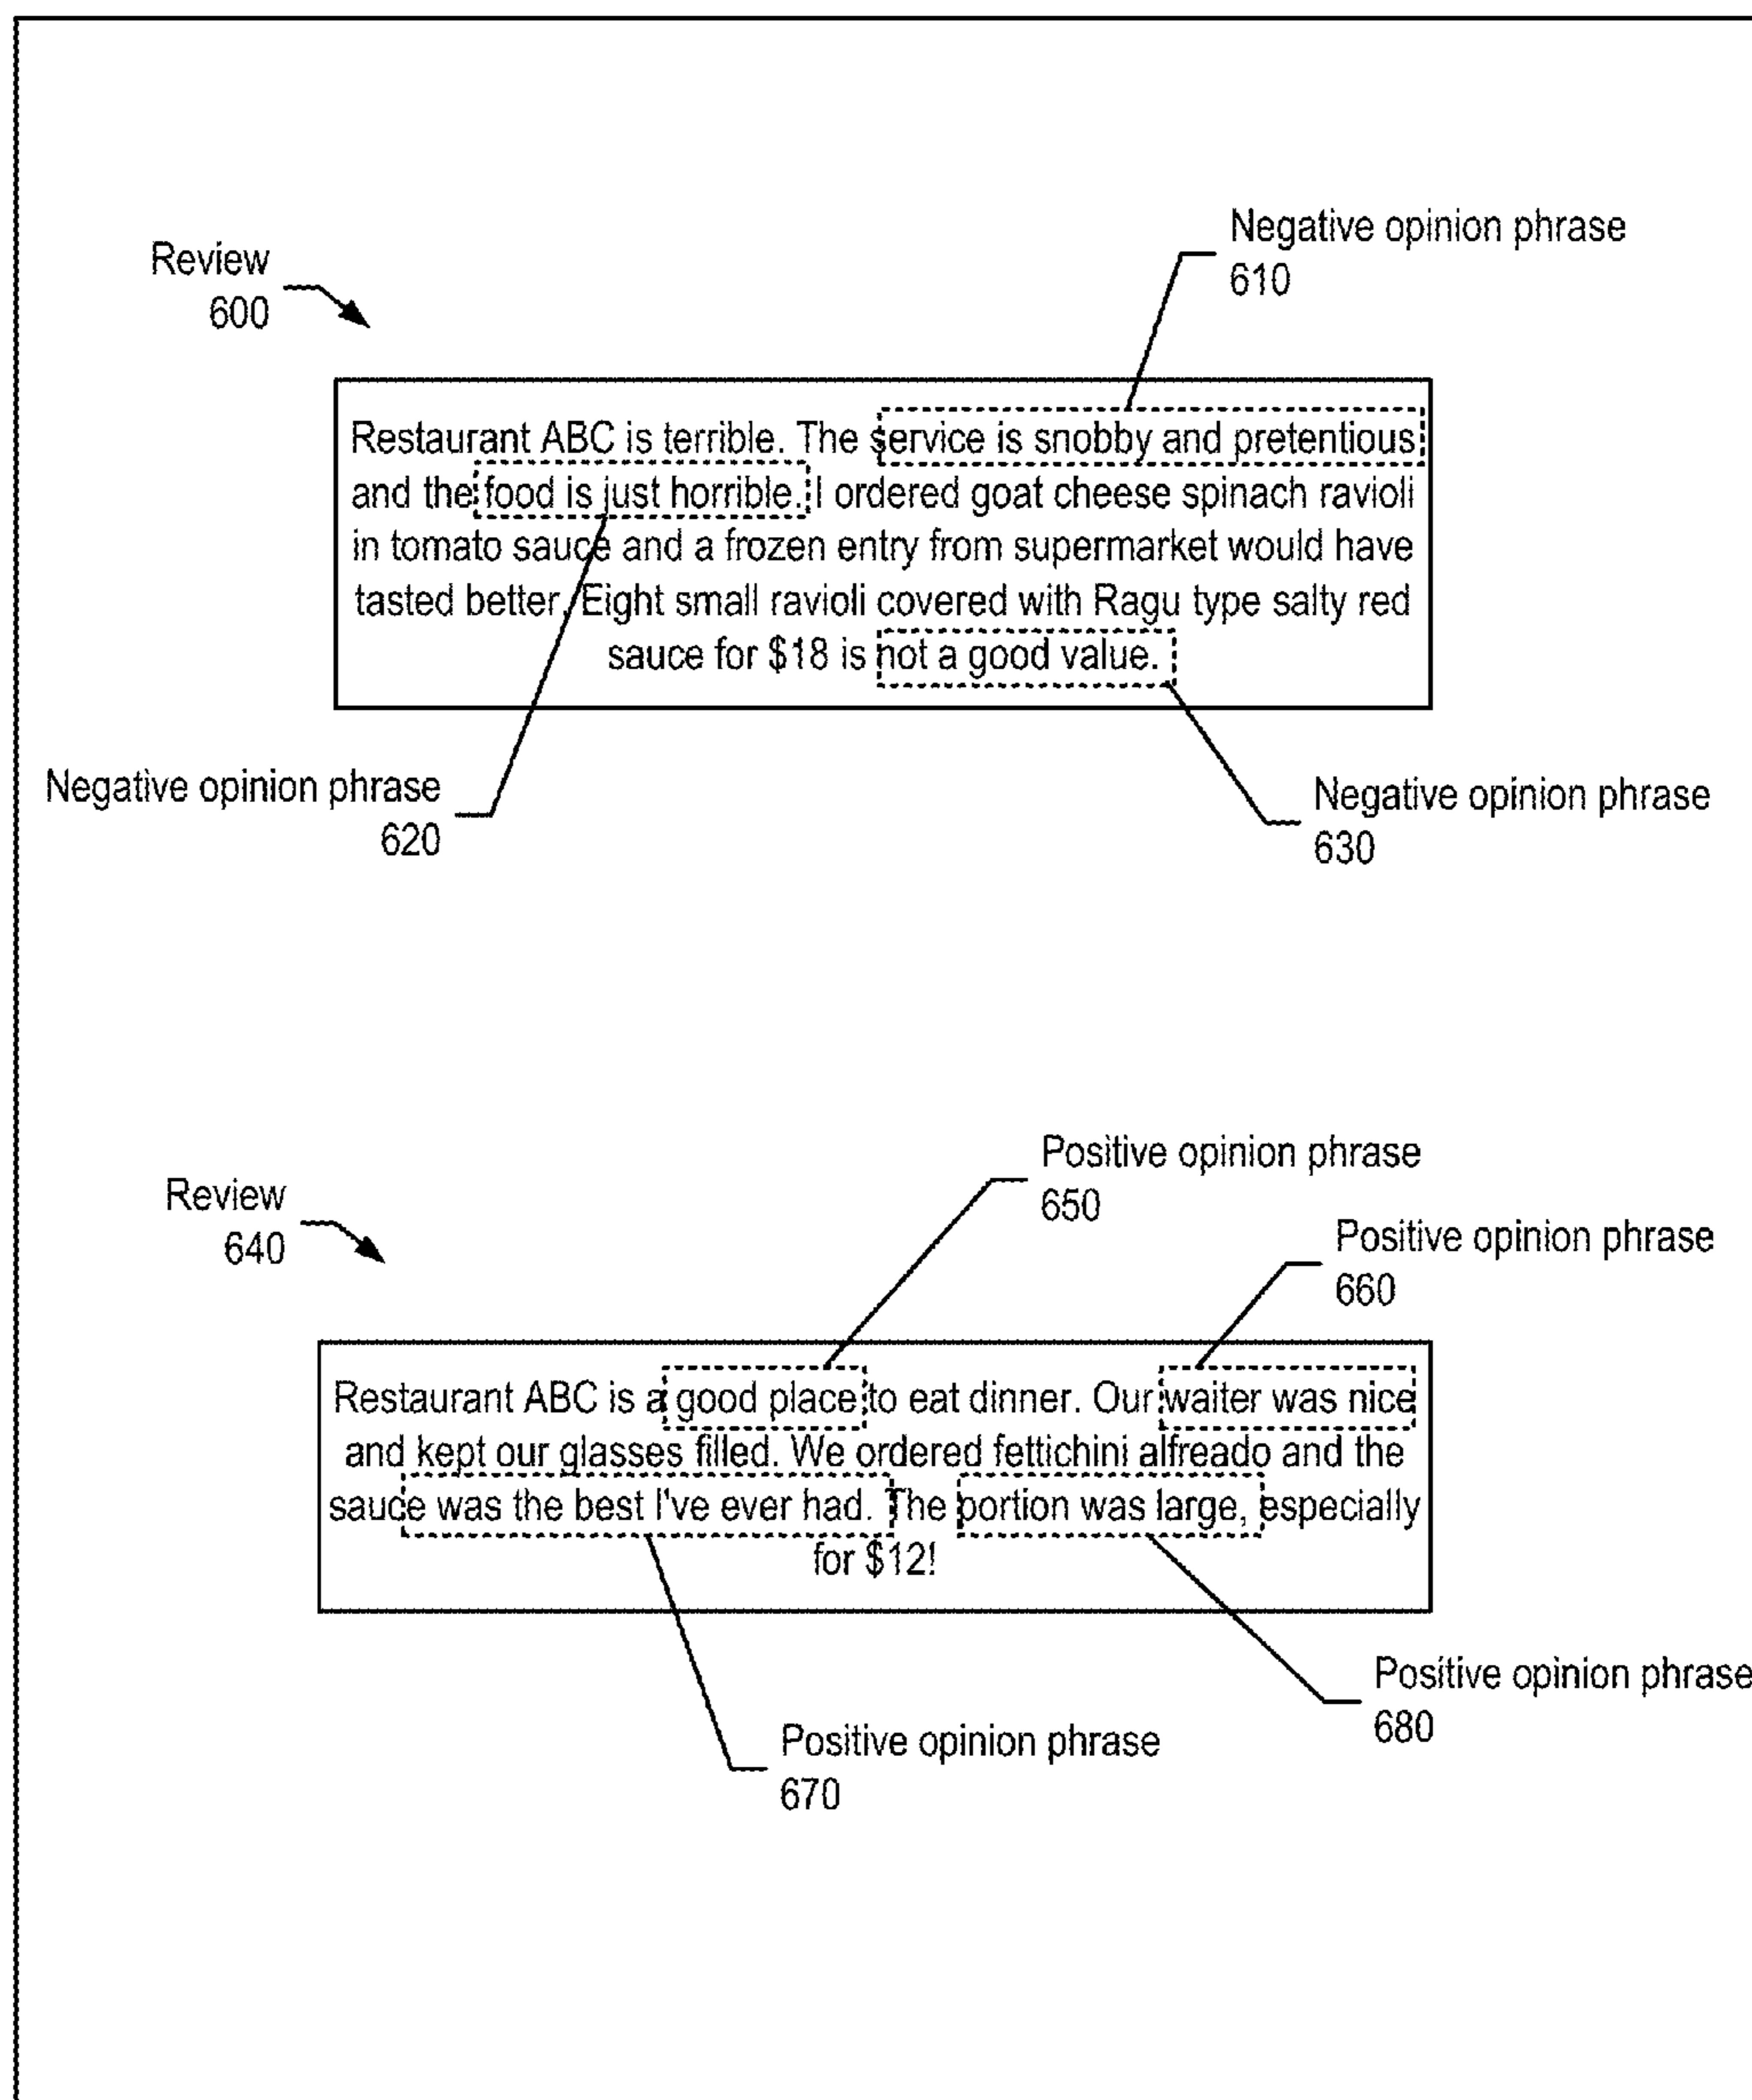 Negative opinion phrase
610
Review
600
Restaurant ABC is terrible. The service is snobby and pretentious
and the food is just horrible. I ordered goat cheese spinach ravioli
in tomato sauce and a frozen entry from supermarket would have
tasted better. Eight small ravioli covered with Ragu type salty red
sauce for $18 is not a good value.
Negative opinion phrase
620
Negative opinion phrase
630
Positive opinion phrase
650
Review
640
Positive opinion phrase
660
Restaurant ABC is a good place to eat dinner. Our waiter was nice
and kept our glasses filled. We ordered fettichini alfreado and the
sauce was the best I've ever had. The portion was large, especially
for $12!
Positive opinion phrase
680
Positive opinion phrase
670